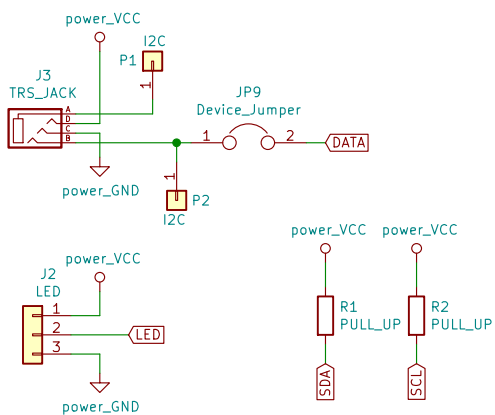 power_VCC
I2C
P1
1
J3
TRS_JACK
A
D
C
B
JP9
Device_Jumper
1
2
DATA
power_GND
1
P2
I2C
power_VCC
power_VCC
power_VCC
J2
LED
1
2
3
LED
R1
PULL_UP
R2
PULL_UP
SDA
SCL
power_GND